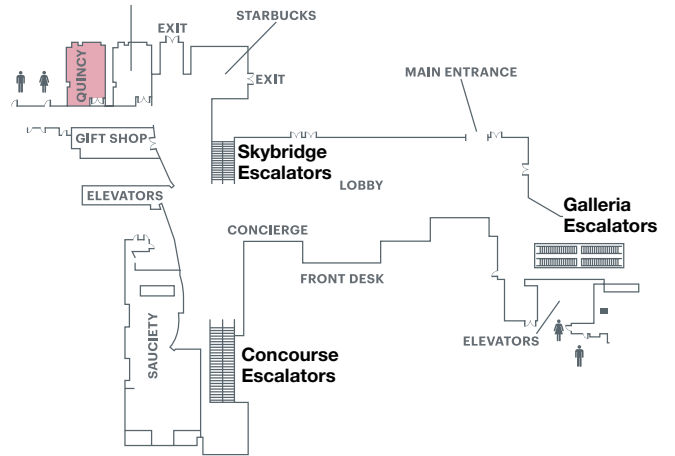 STARBUCKS
EXIT
QUINCY
EXIT
MAIN ENTRANCE
GIFT SHOP
Skybridge
Escalators
LOBBY
ELEVATORS
Galleria
Escalators
CONCIERGE
FRONT DESK
SAUCIETY
ELEVATORS
Concourse
Escalators